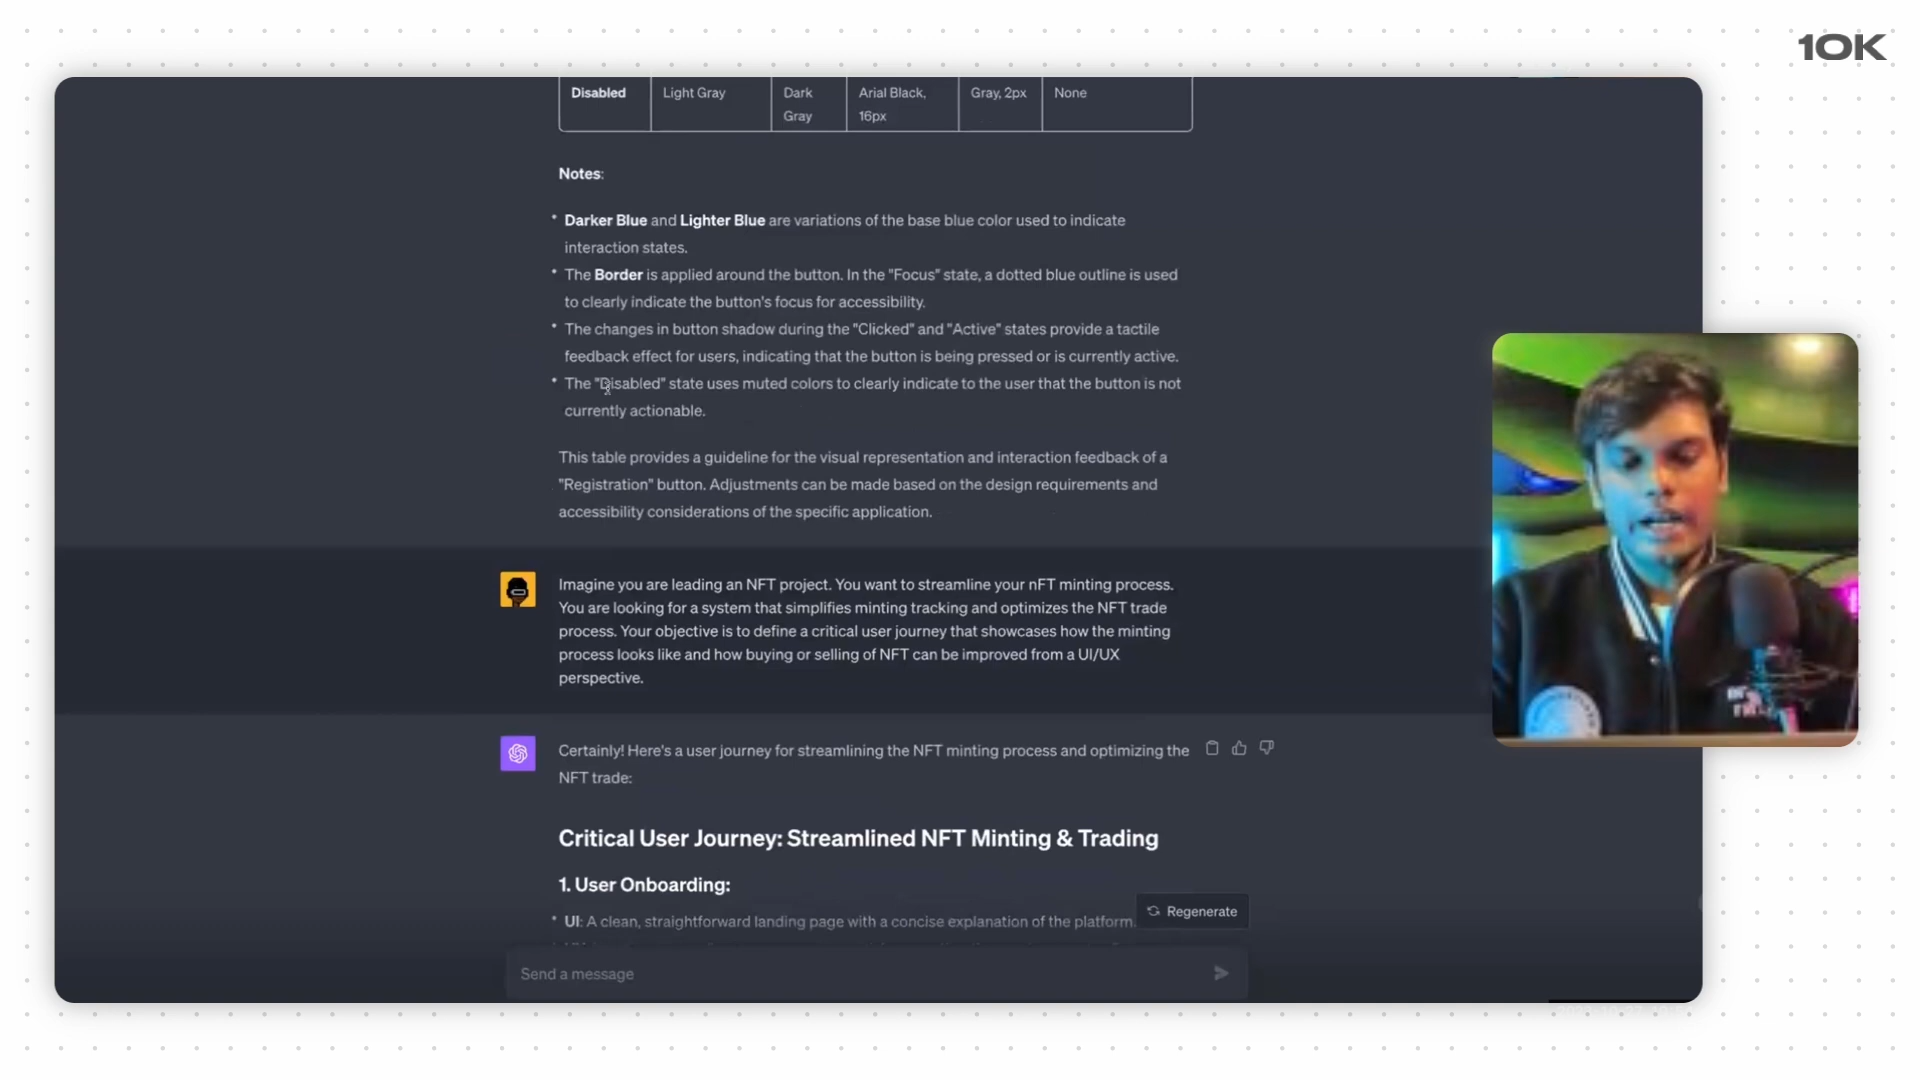 10K
Disabled Light Gray Dark Arial Black, Gray, 2px None
Gray 16px
Notes:
• Darker Blue and Lighter Blue are variations of the base blue color used to indicate
interaction states.
• The Border is applied around the button. In the "Focus" state, a dotted blue outline is used
to clearly indicate the button's focus for accessibility.
• The changes in button shadow during the "Clicked" and "Active" states provide a tactile
feedback effect for users, indicating that the button is being pressed or is currently active.
• The "Disabled" state uses muted colors to clearly indicate to the user that the button is not
currently actionable.
This table provides a guideline for the visual representation and interaction feedback of a
"Registration" button. Adjustments can be made based on the design requirements and
accessibility considerations of the specific application.
Imagine you are leading an NFT project. You want to streamline your nFT minting process.
You are looking for a system that simplifies minting tracking and optimizes the NFT trade
process. Your objective is to define a critical user journey that showcases how the minting
process looks like and how buying or selling of NFT can be improved from a UI/UX
perspective.
Certainly! Here's a user journey for streamlining the NFT minting process and optimizing the
NFT trade:
Critical User Journey: Streamlined NFT Minting & Trading
1. User Onboarding:
• UI: A clean, straightforward landing page with a concise explanation of the platform.
Regenerate
Send a message